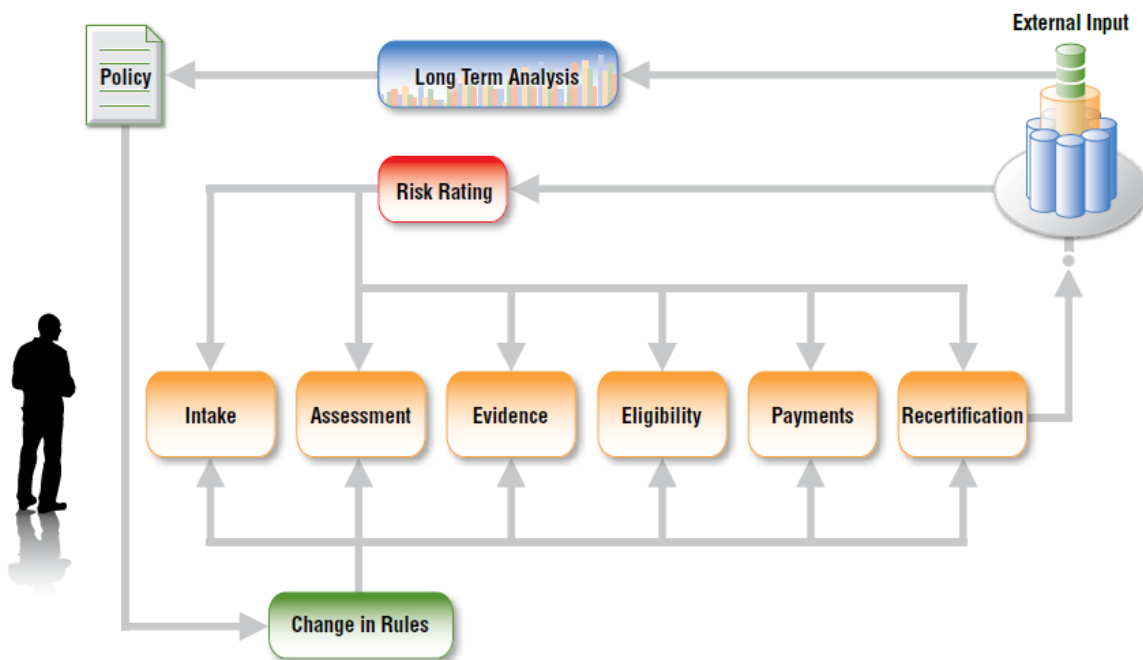 External Input
Policy
Long Term Analysis
Risk Rating
Intake
Assessment
Evidence
Eligibility
Payments
Recertification
Change in Rules